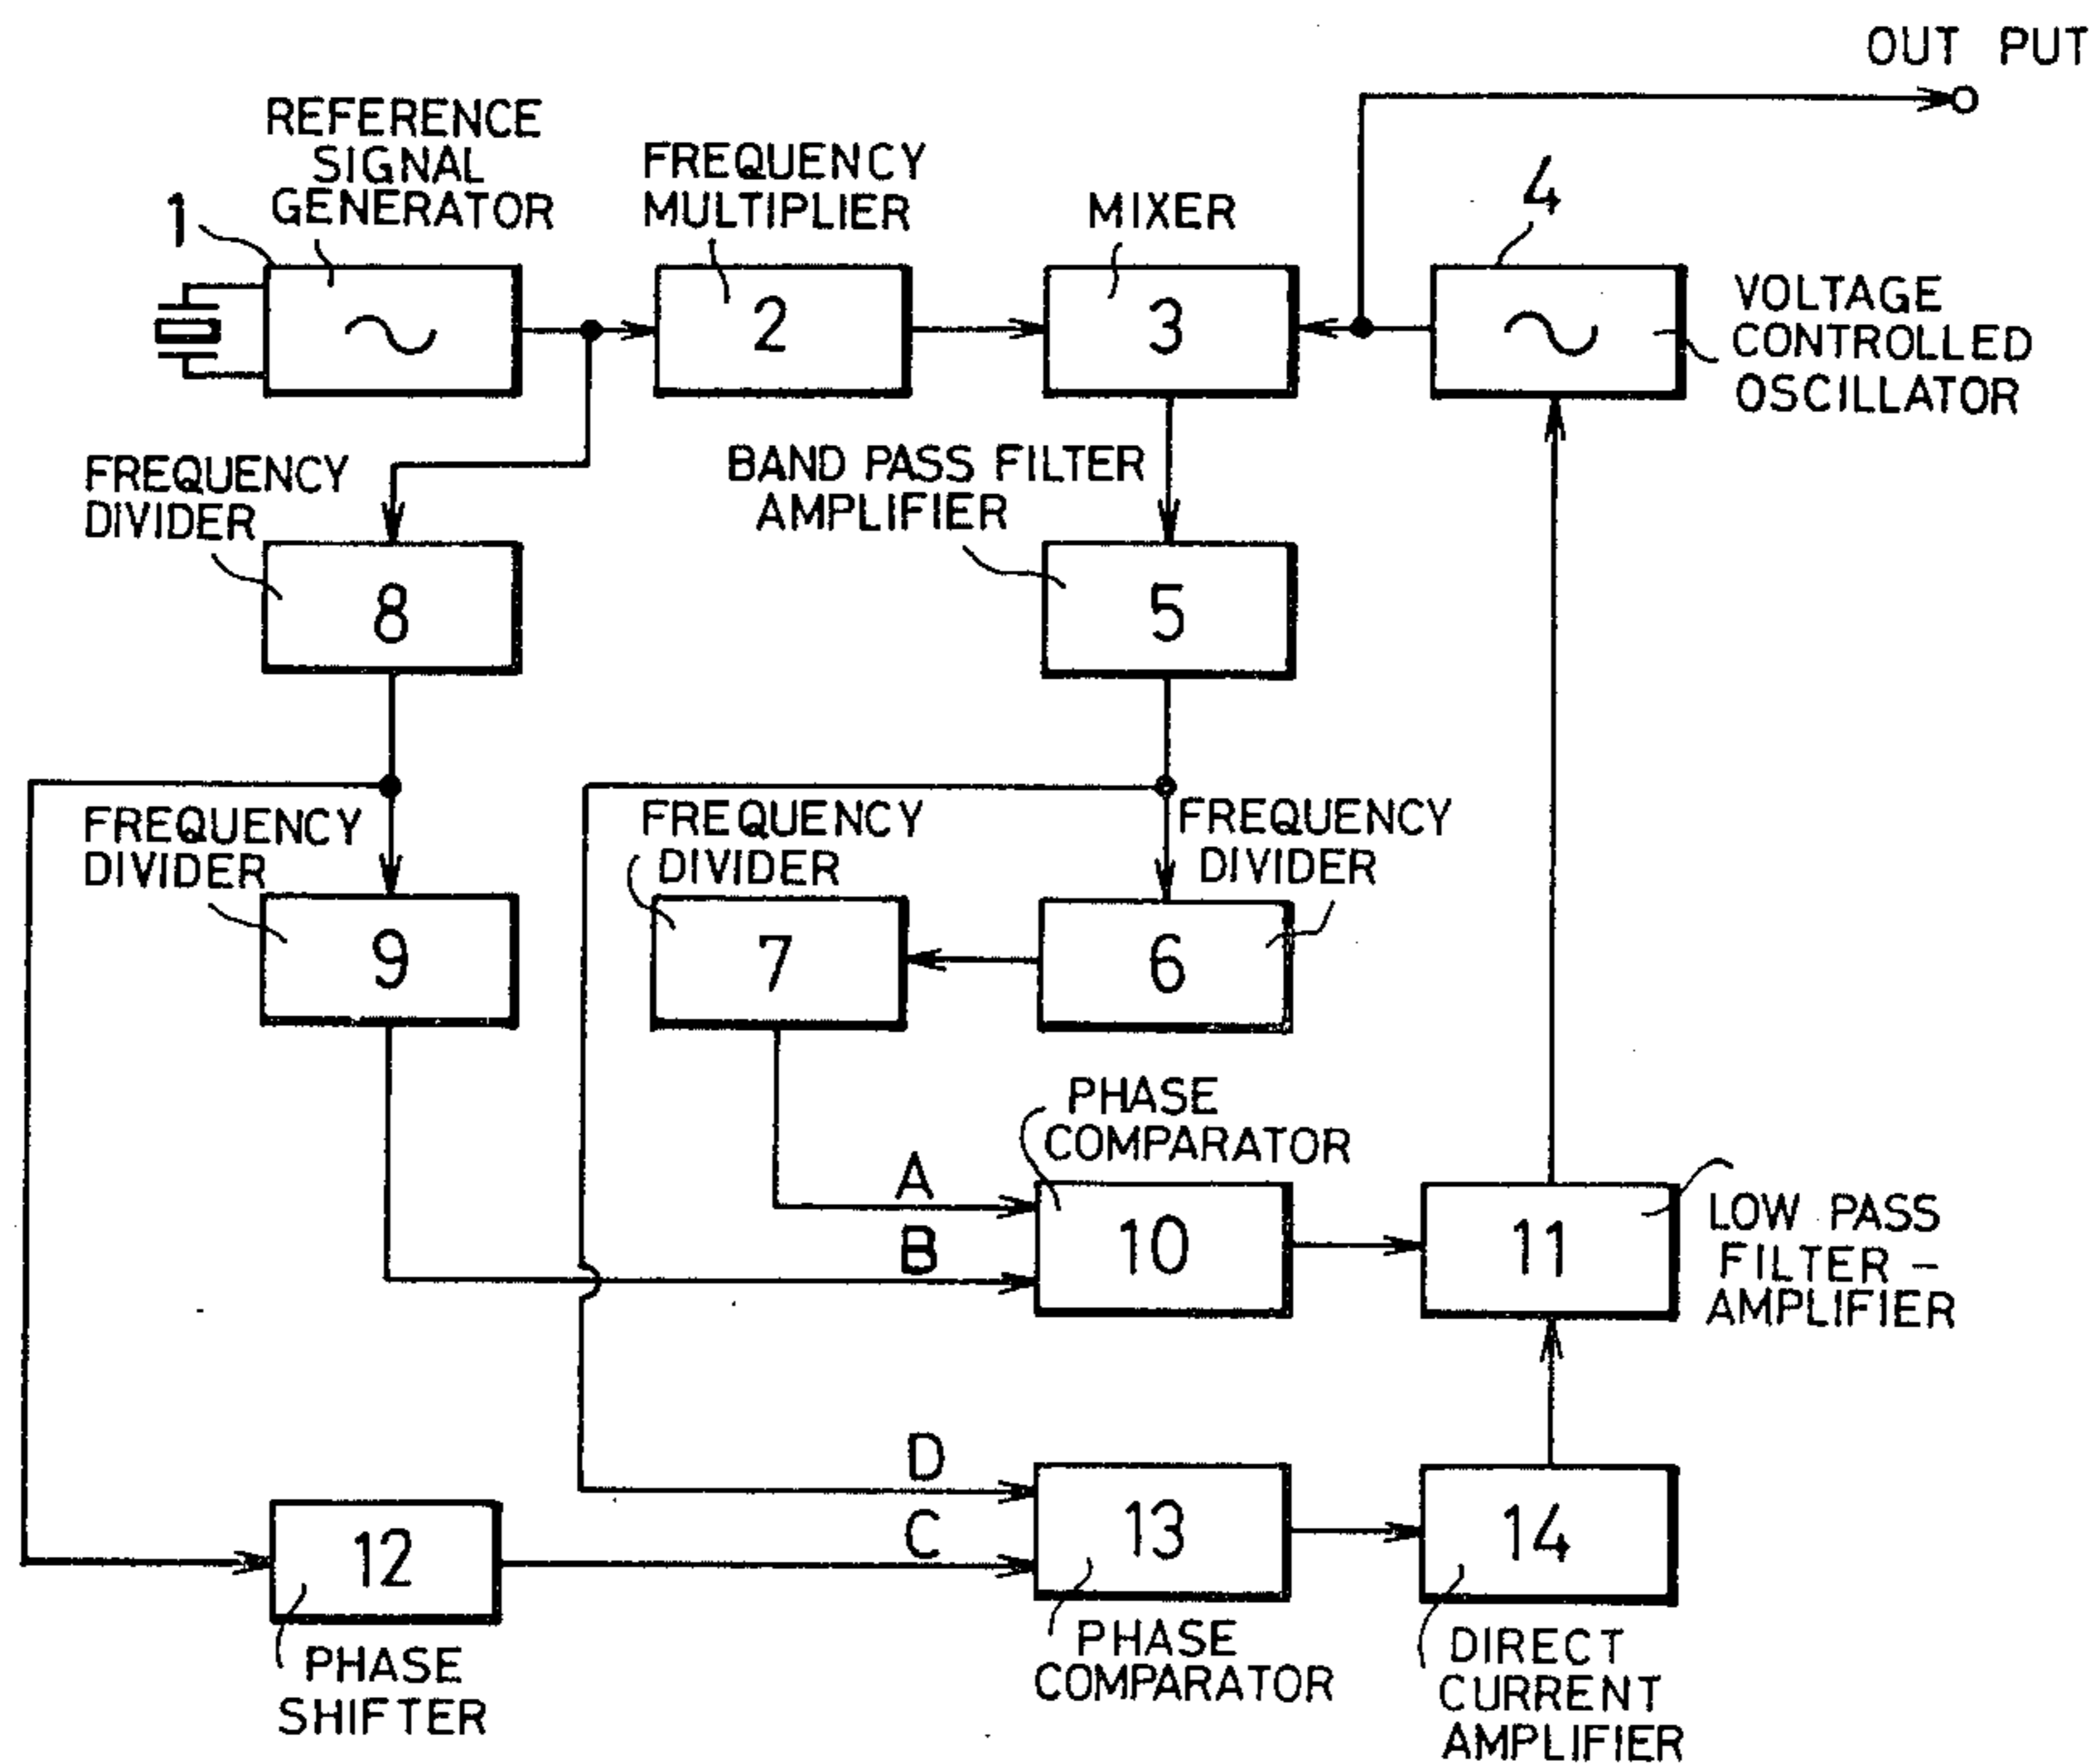 OUT PUT
REFERENCE
SIGNAL
GENERATOR
1
FREQUENCY
MULTIPLIER
2
MIXER
3
4
VOLTAGE
CONTROLLED
OSCILLATOR
FREQUENCY
DIVIDER
8
BAND PASS FILTER
AMPLIFIER
5
FREQUENCY
DIVIDER
9
FREQUENCY
DIVIDER
7
FREQUENCY
DIVIDER
6
A
B
PHASE
COMPARATOR
10
11
LOW PASS
FILTER -
AMPLIFIER
D
C
12
PHASE
SHIFTER
13
PHASE
COMPARATOR
14
DIRECT
CURRENT
AMPLIFIER